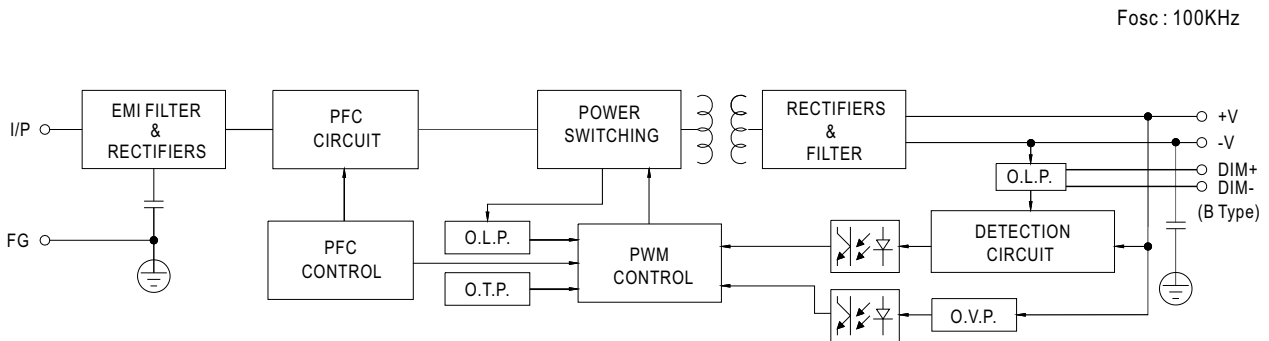 Fosc : 100KHz
I/P
EMI FILTER
&
RECTIFIERS
PFC
CIRCUIT
POWER
SWITCHING
RECTIFIERS
&
FILTER
+V
-V
DIM+
DIM-
(B Type)
O.L.P.
FG
PFC
CONTROL
O.L.P.
O.T.P.
PWM
CONTROL
DETECTION
CIRCUIT
O.V.P.